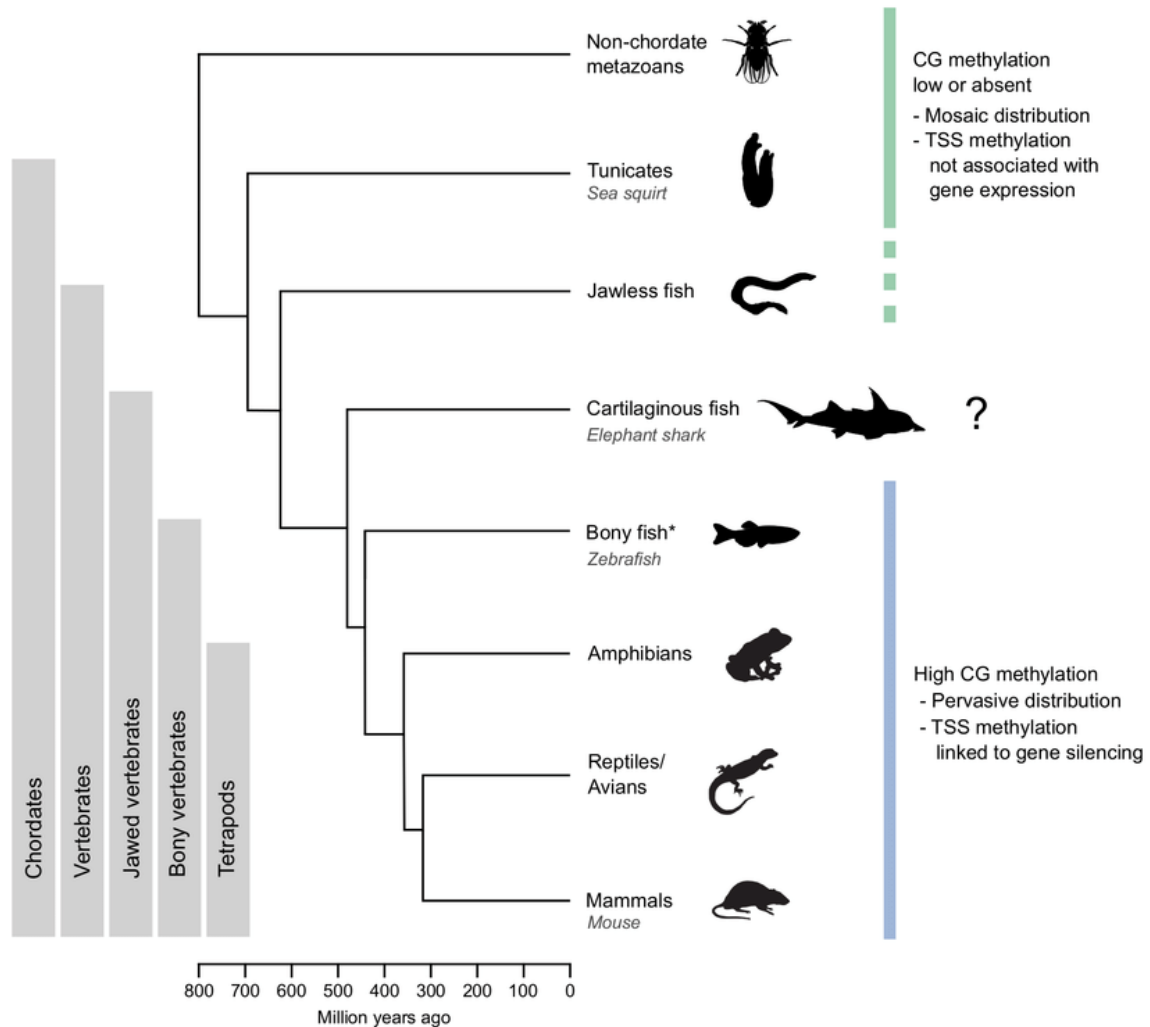 Non-chordate
metazoans
CG methylation
low or absent
- Mosaic distribution
- TSS methylation
not associated with
gene expression
Tunicates
Sea squirt
Jawless fish
Cartilaginous fish
Elephant shark
?
Bony fish*
Zebrafish
Amphibians
High CG methylation
- Pervasive distribution
- TSS methylation
linked to gene silencing
Reptiles/
Avians
Mammals
Mouse
Chordates
Vertebrates
Jawed vertebrates
Bony vertebrates
Tetrapods
800 700 600 500 400 300 200 100 0
Million years ago